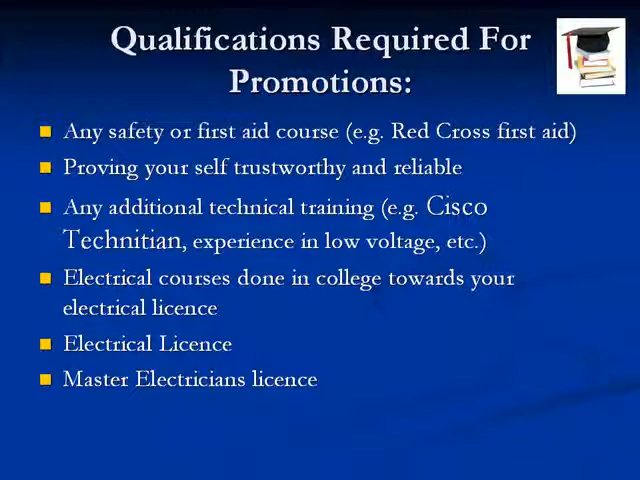 Qualifications Required For
Promotions:
Any safety or first aid course (e.g. Red Cross first aid)
Proving your self trustworthy and reliable
Any additional technical training (e.g. Cisco
Technitian, experience in low voltage, etc.)
Electrical courses done in college towards your
electrical licence
Electrical Licence
Master Electricians licence